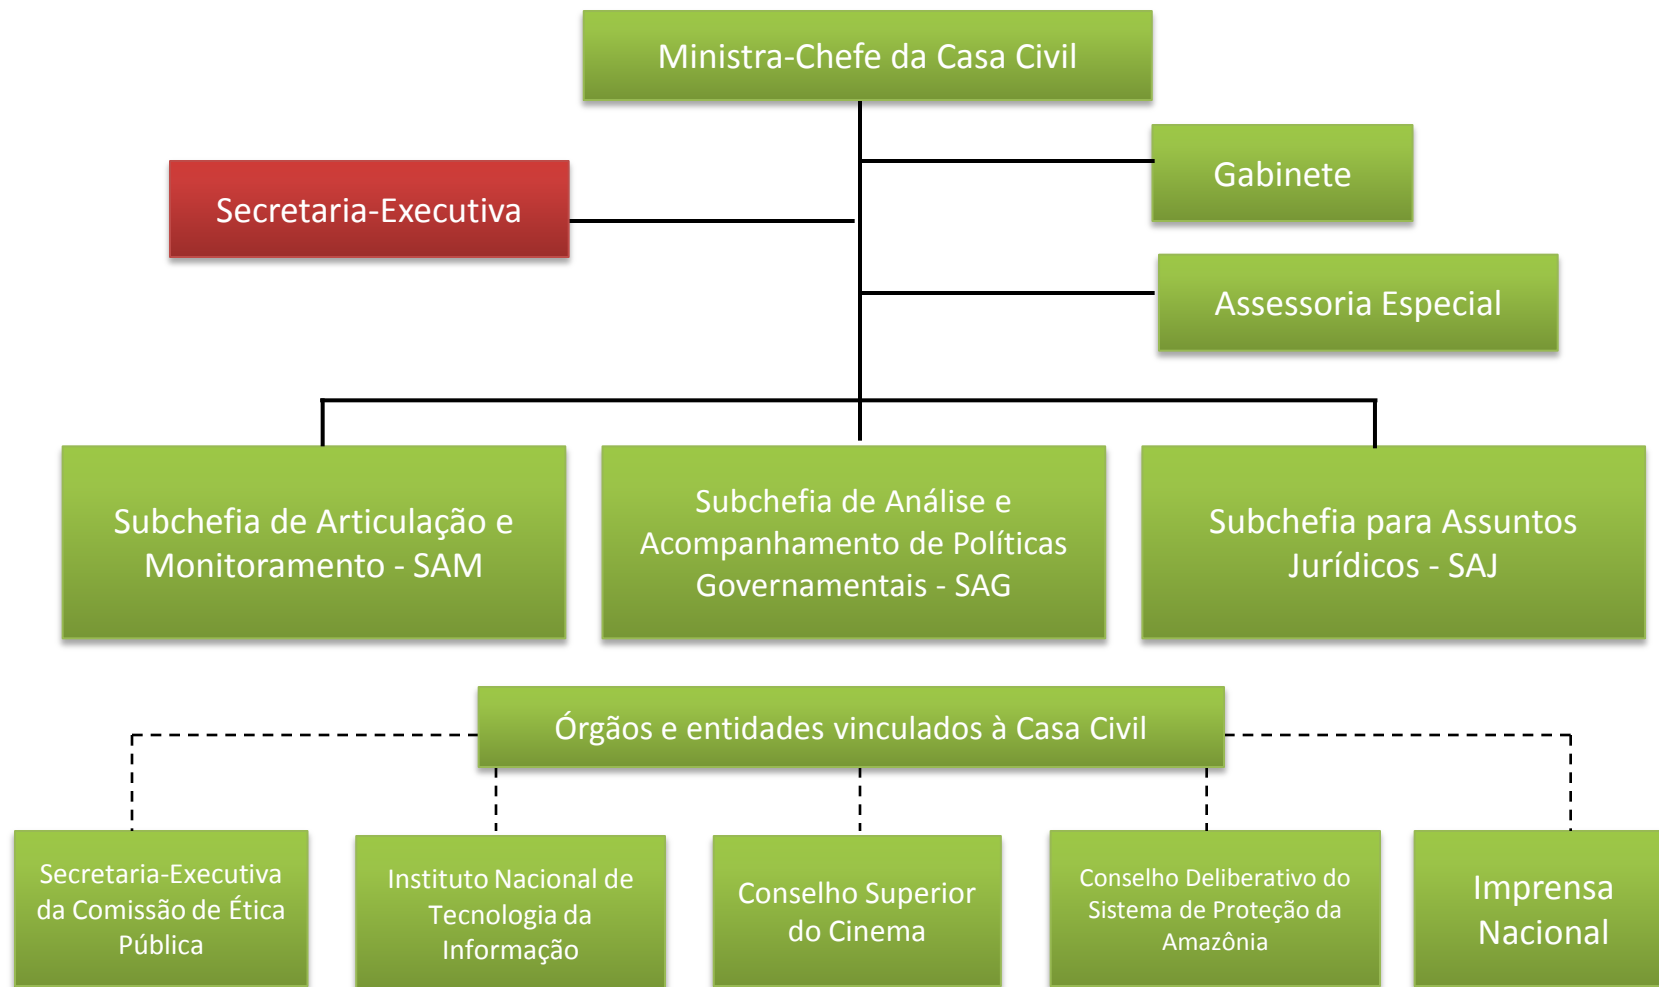 Ministra-Chefe da Casa Civil
Gabinete
Secretaria-Executiva
Assessoria Especial
Subchefia de Articulação e
Monitoramento - SAM
Subchefia de Análise e
Acompanhamento de Políticas
Governamentais - SAG
Subchefia para Assuntos
Jurídicos - SAJ
Órgãos e entidades vinculados à Casa Civil
Secretaria-Executiva
da Comissão de Ética
Pública
Instituto Nacional de
Tecnologia da
Informação
Conselho Superior
do Cinema
Conselho Deliberativo do
Sistema de Proteção da
Amazônia
Imprensa
Nacional